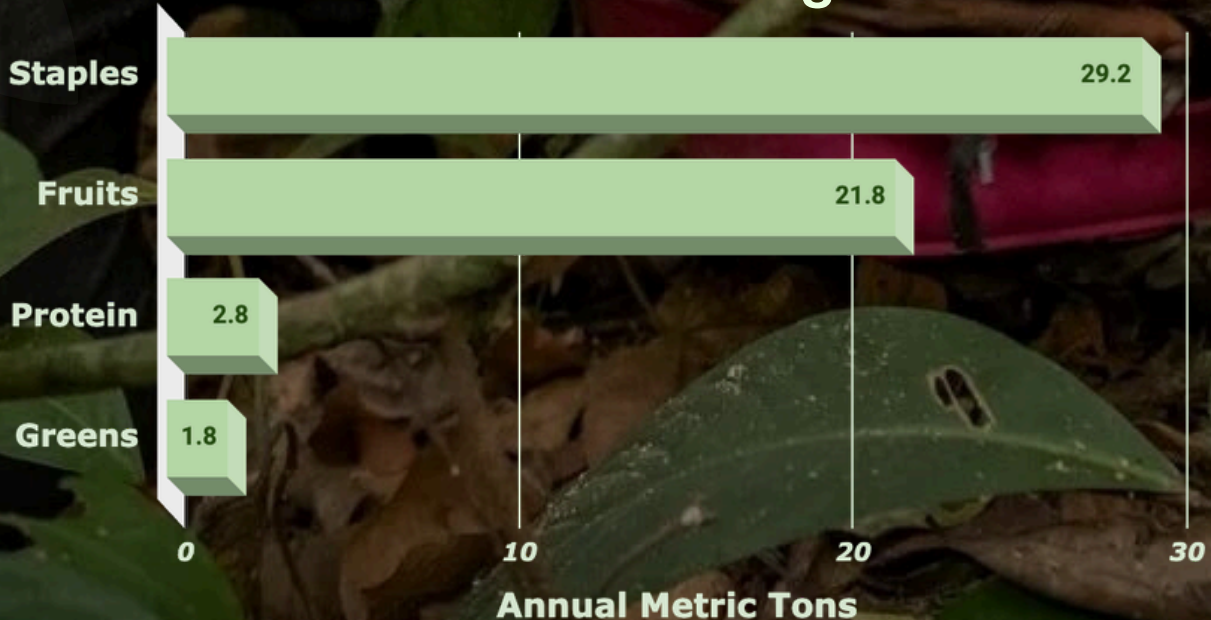 Staples
29.2
Fruits
21.8
Protein
2.8
Greens
1.8
0 10 20 30
Annual Metric Tons